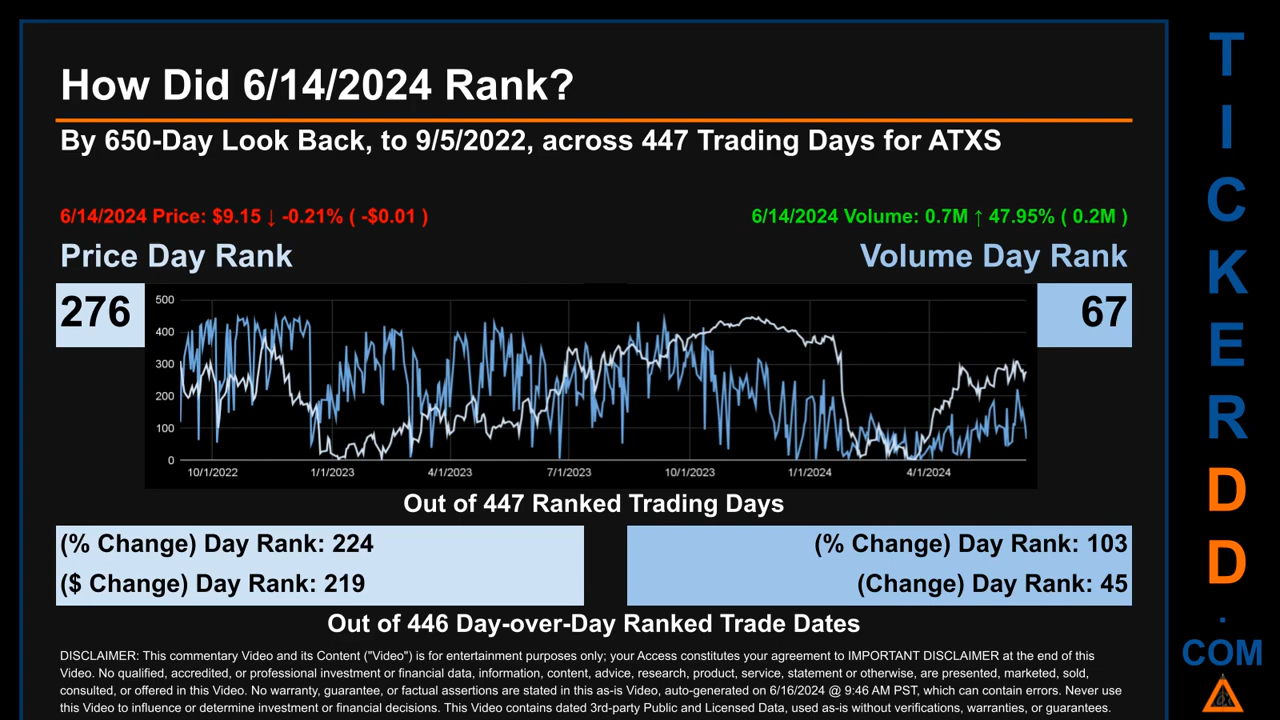 How Did 6/14/2024 Rank?
By 650-Day Look Back, to 9/5/2022, across 447 Trading Days for ATXS
6/14/2024 Price: $9.15 ↓ -0.21% ( -$0.01 )
6/14/2024 Volume: 0.7M ↑ 47.95% ( 0.2M )
Price Day Rank
Volume Day Rank
276
67
500
400
300
200
100
0
10/1/2022 1/1/2023 4/1/2023 7/1/2023 10/1/2023 1/1/2024 4/1/2024
Out of 447 Ranked Trading Days
(% Change) Day Rank: 224
($ Change) Day Rank: 219
(% Change) Day Rank: 103
(Change) Day Rank: 45
Out of 446 Day-over-Day Ranked Trade Dates
DISCLAIMER: This commentary Video and its Content ("Video") is for entertainment purposes only; your Access constitutes your agreement to IMPORTANT DISCLAIMER at the end of this
Video. No qualified, accredited, or professional investment or financial data, information, content, advice, research, product, service, statement or otherwise, are presented, marketed, sold,
consulted, or offered in this Video. No warranty, guarantee, or factual assertions are stated in this as-is Video, auto-generated on 6/16/2024 @ 9:46 AM PST, which can contain errors. Never use
this Video to influence or determine investment or financial decisions. This Video contains dated 3rd-party Public and Licensed Data, used as-is without verifications, warranties, or guarantees.
T
I
C
K
E
R
D
D
.
COM